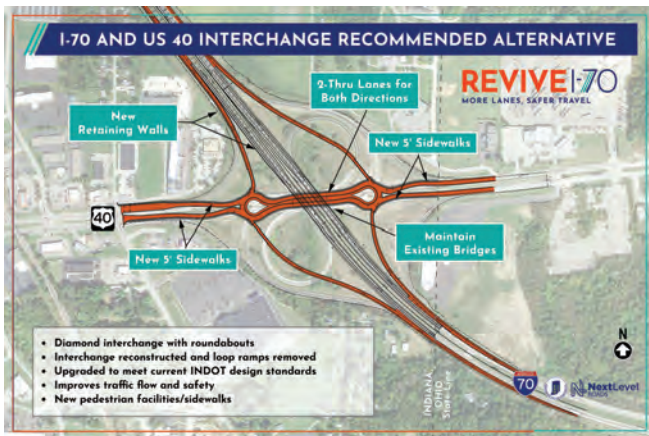 I-70 AND US 40 INTERCHANGE RECOMMENDED ALTERNATIVE
REVIVE I-70
MORE LANES, SAFER TRAVEL
2-Thru Lanes for
Both Directions
New
Retaining Walls
New 5' Sidewalks
40
New 5' Sidewalks
Maintain
Existing Bridges
• Diamond interchange with roundabouts
• Interchange reconstructed and loop ramps removed
• Upgraded to meet current INDOT design standards
• Improves traffic flow and safety
• New pedestrian facilities/sidewalks
INDIANA
OHIO
State Line
N
70
NextLevel
ROADS